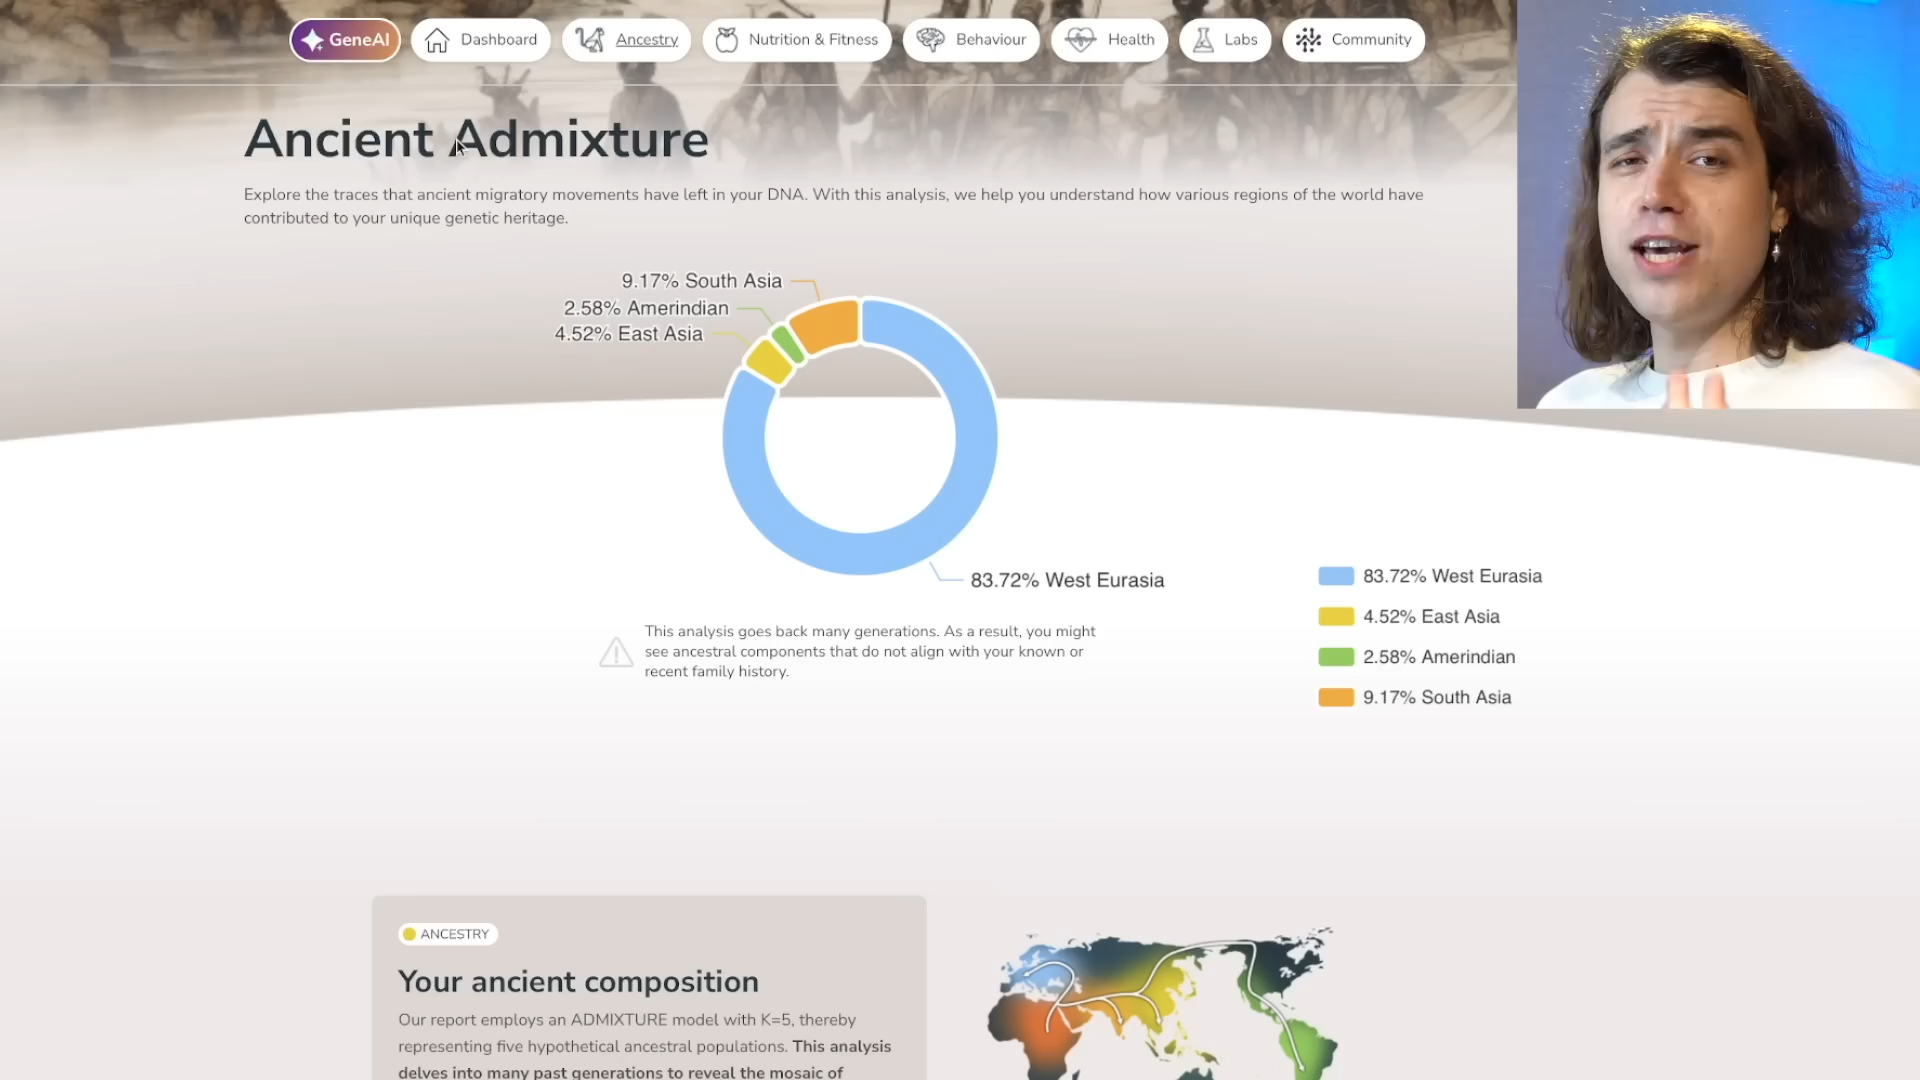 GeneAI
Dashboard
Ancestry
Nutrition & Fitness
Behaviour
Health
Labs
Community
Ancient Admixture
Explore the traces that ancient migratory movements have left in your DNA. With this analysis, we help you understand how various regions of the world have
contributed to your unique genetic heritage.
9.17% South Asia
2.58% Amerindian
4.52% East Asia
83.72% West Eurasia
83.72% West Eurasia
4.52% East Asia
2.58% Amerindian
9.17% South Asia
This analysis goes back many generations. As a result, you might
see ancestral components that do not align with your known or
recent family history.
ANCESTRY
Your ancient composition
Our report employs an ADMIXTURE model with K=5, thereby
representing five hypothetical ancestral populations. This analysis
delves into many past generations to reveal the mosaic of